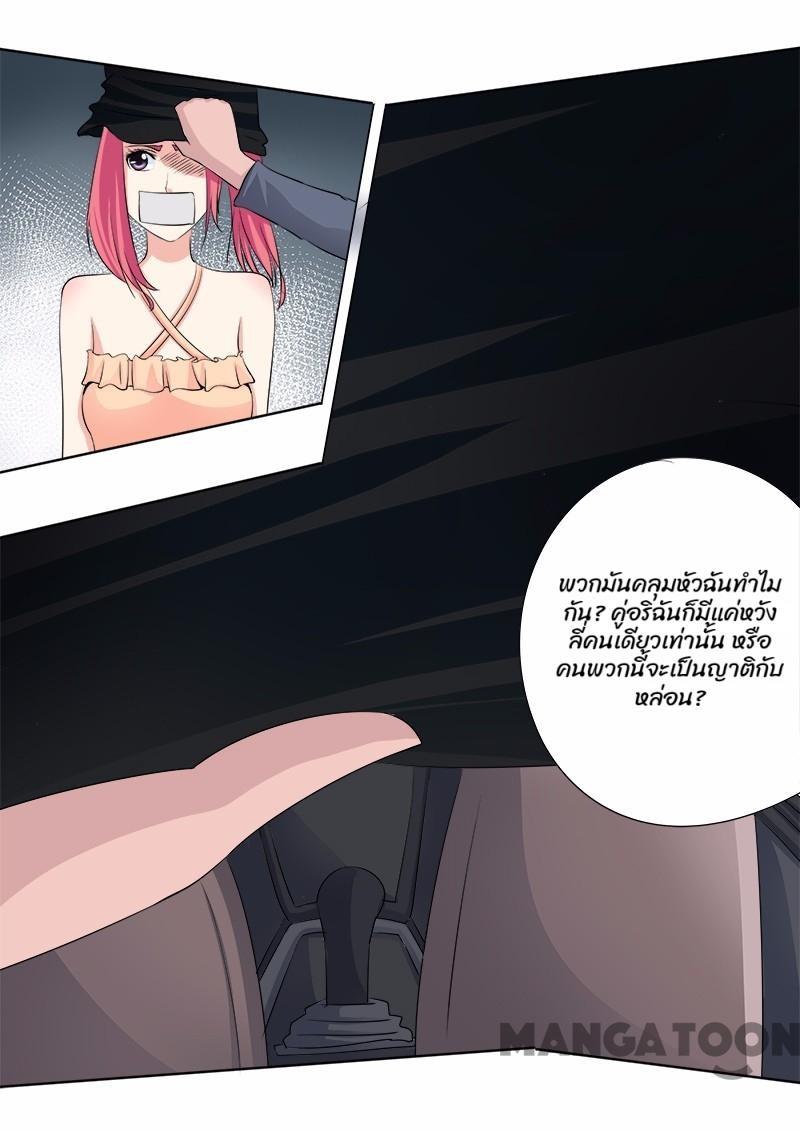 พวกมันคลุมหัวฉันทำไม
กัน? คู่อริฉันก็มีแค่หวัง
ลี่คนเดียวเท่านั้น หรือ
คนพวกนี้จะเป็นญาติกับ
หล่อน?
MANGATOON